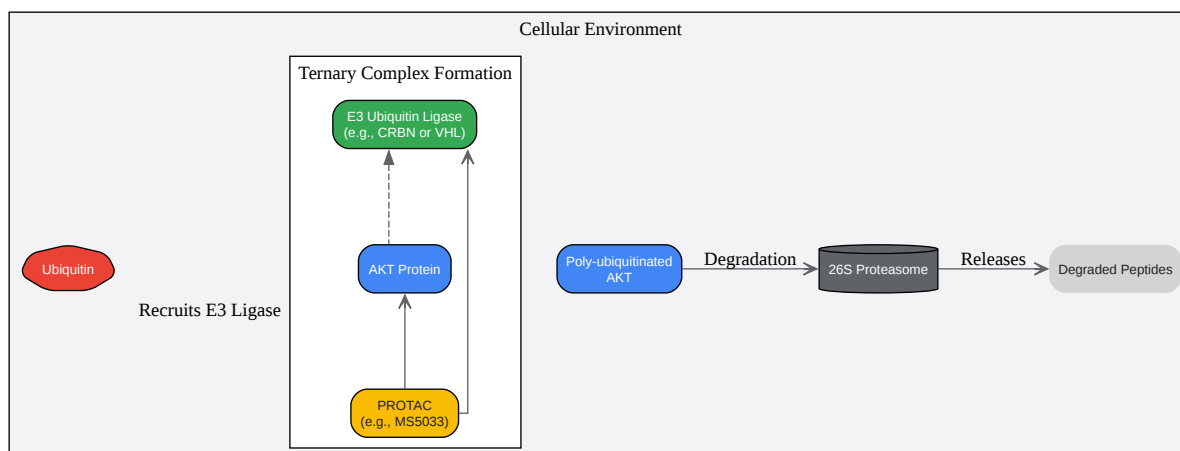 Cellular Environment
Ternary Complex Formation
E3 Ubiquitin Ligase
(e.g., CRBN or VHL)
Ubiquitin
AKT Protein
Poly-ubiquitinated
AKT
Degradation
26S Proteasome
Releases
Degraded Peptides
Recruits E3 Ligase
PROTAC
(e.g., MS5033)